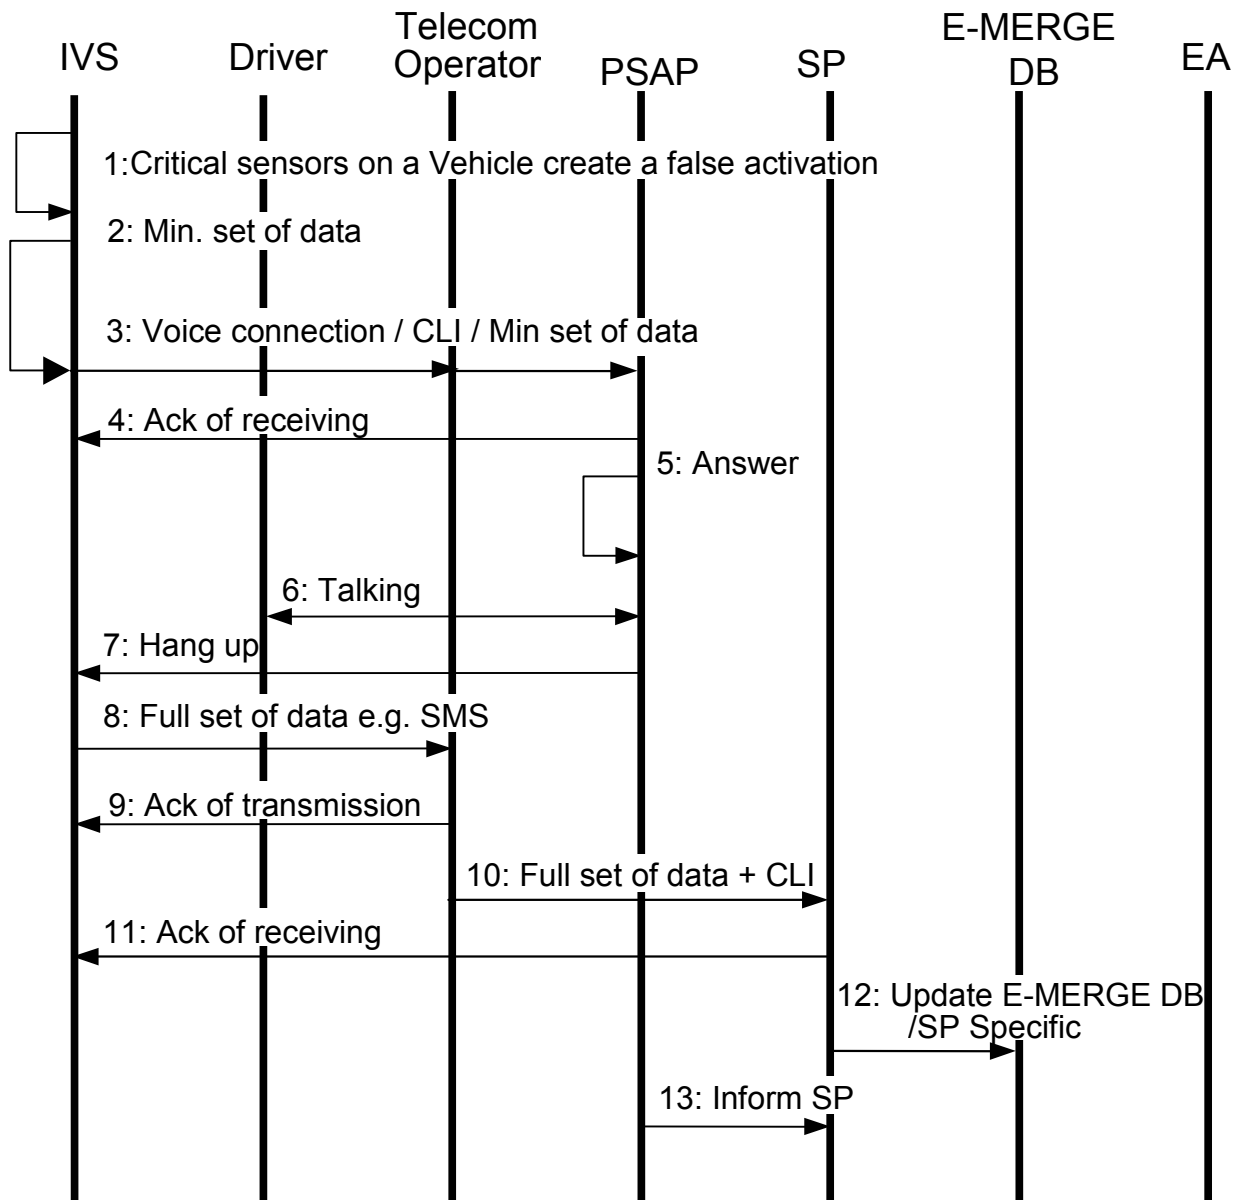 IVS
Driver
Telecom
Operator
PSAP
SP
E-MERGE
DB
EA
1:Critical sensors on a Vehicle create a false activation
2: Min. set of data
3: Voice connection / CLI / Min set of data
4: Ack of receiving
5: Answer
6: Talking
7: Hang up
8: Full set of data e.g. SMS
9: Ack of transmission
10: Full set of data + CLI
11: Ack of receiving
12: Update E-MERGE DB
/SP Specific
13: Inform SP